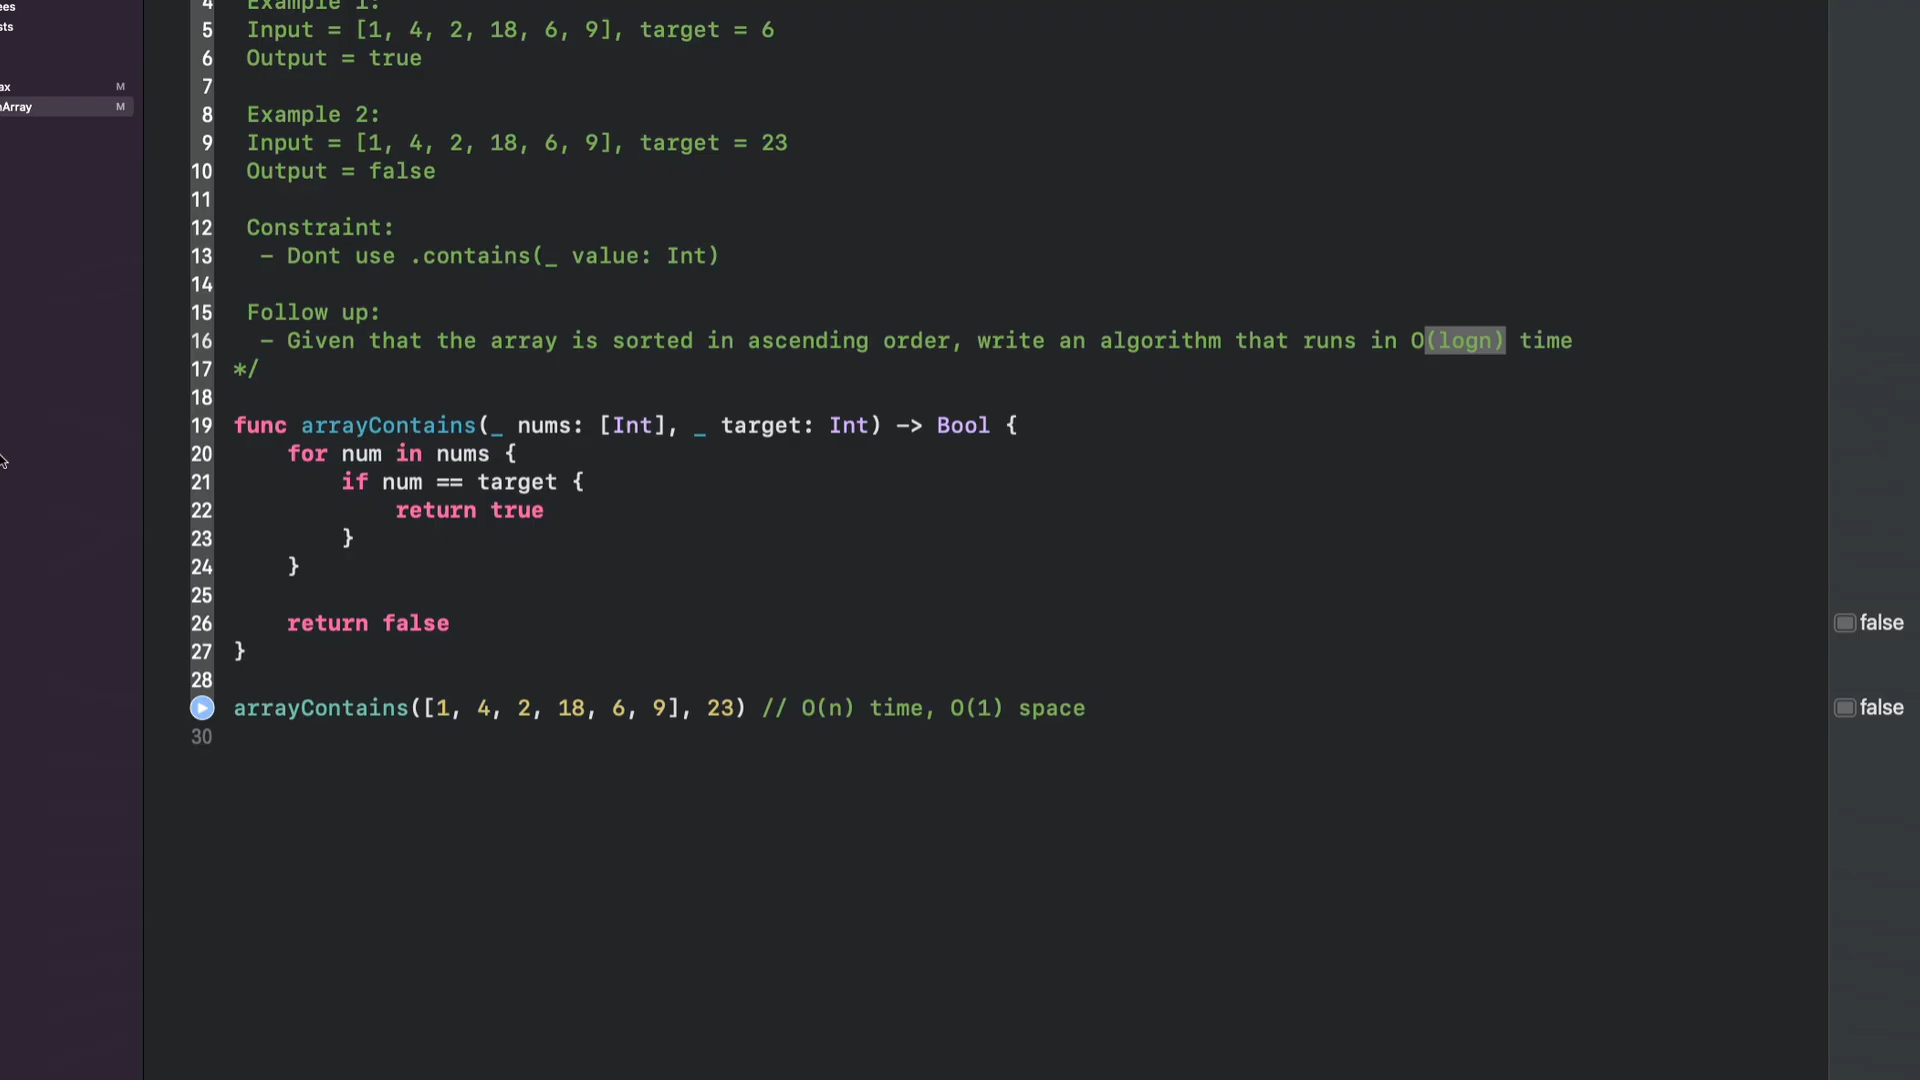 ees
sts
ax M
nArray M
4 Example 1:
5 Input = [1, 4, 2, 18, 6, 9], target = 6
6 Output = true
7
8 Example 2:
9 Input = [1, 4, 2, 18, 6, 9], target = 23
10 Output = false
11
12 Constraint:
13 - Dont use .contains(_ value: Int)
14
15 Follow up:
16 - Given that the array is sorted in ascending order, write an algorithm that runs in O(logn) time
17 */
18
19 func arrayContains(_ nums: [Int], _ target: Int) -> Bool {
20 for num in nums {
21 if num == target {
22 return true
23 }
24 }
25
26 return false false
27 }
28
arrayContains([1, 4, 2, 18, 6, 9], 23) // O(n) time, O(1) space false
30